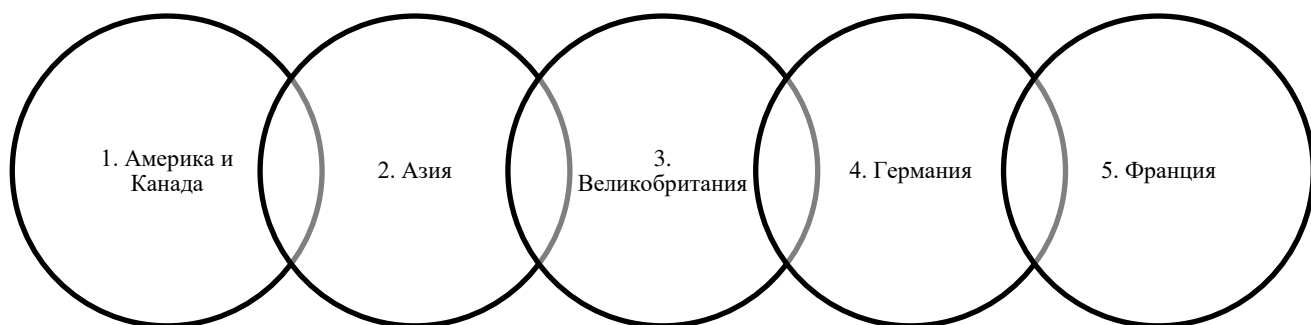 1. Америка и
Канада
2. Азия
3.
Великобритания
4. Германия
5. Франция